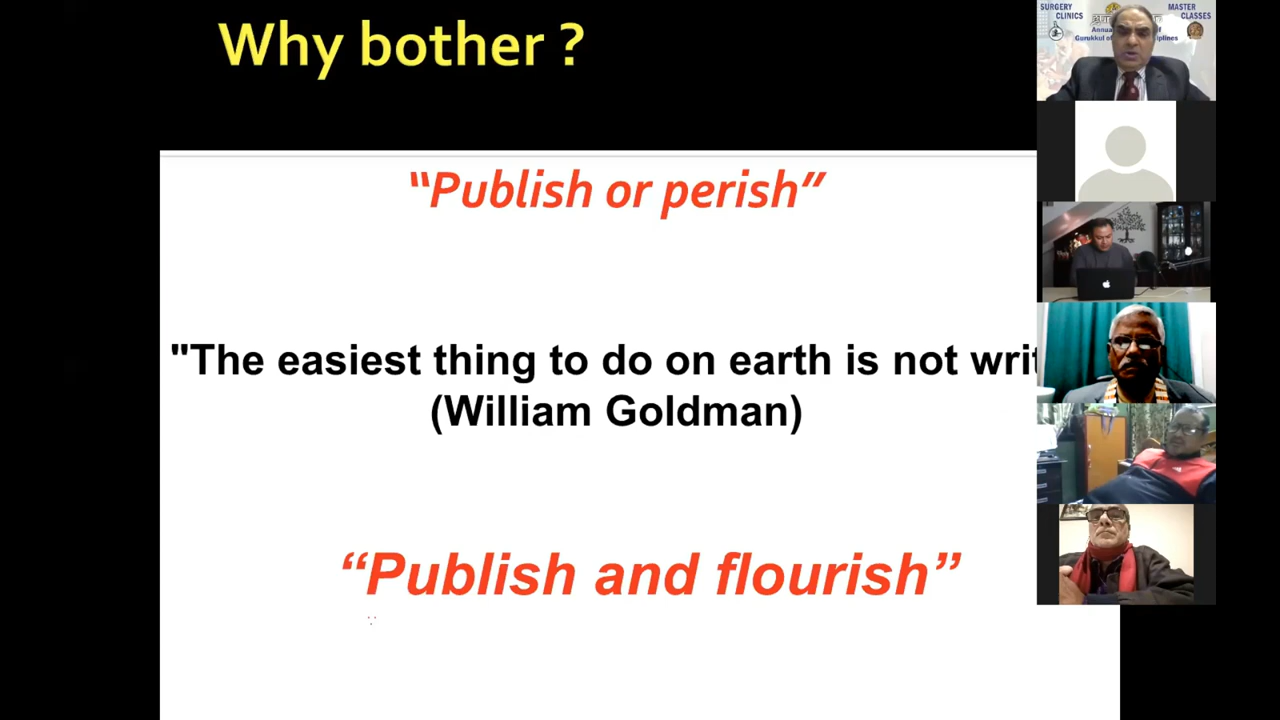 Why bother ?
“Publish or perish”
"The easiest thing to do on earth is not
(William Goldman)
“Publish and flourish”
SURGERY
CLINICS
MASTER
CLASSES